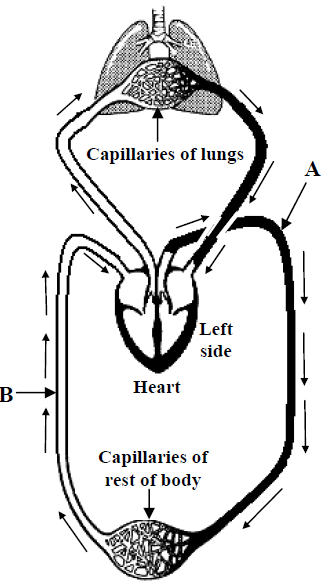 Capillaries of lungs
A
Left
side
Heart
B
Capillaries of
rest of body